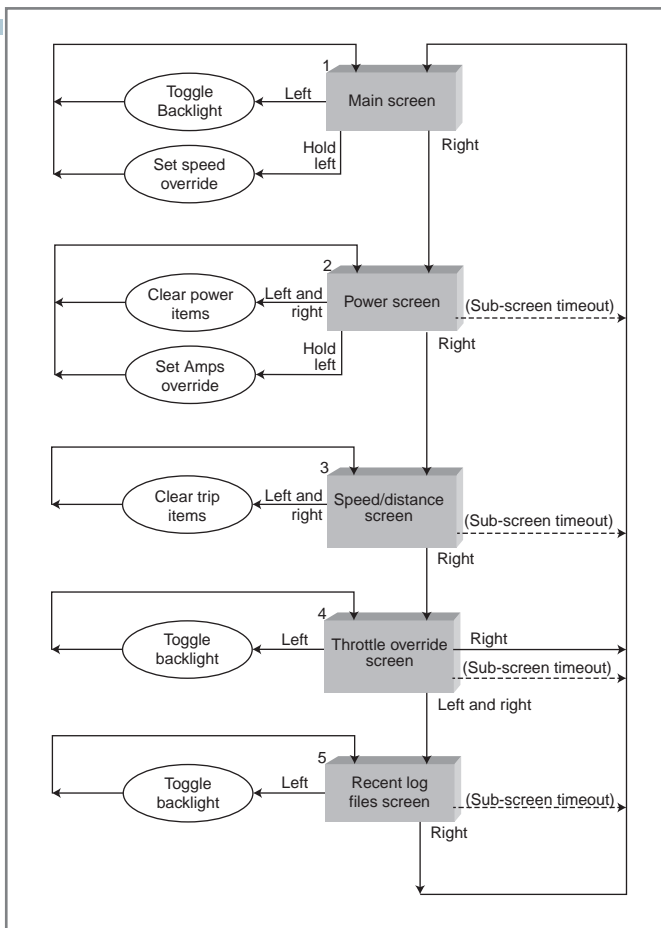 1
Toggle
Backlight
Left
Main screen
Hold
left
Right
Set speed
override
2
Clear power
items
Left and
right
Power screen
(Sub-screen timeout)
Hold
left
Right
Set Amps
override
3
Clear trip
items
Left and
right
Speed/distance
screen
(Sub-screen timeout)
Right
4
Toggle
backlight
Left
Throttle override
screen
Right
(Sub-screen timeout)
Left and right
5
Toggle
backlight
Left
Recent log
files screen
(Sub-screen timeout)
Right